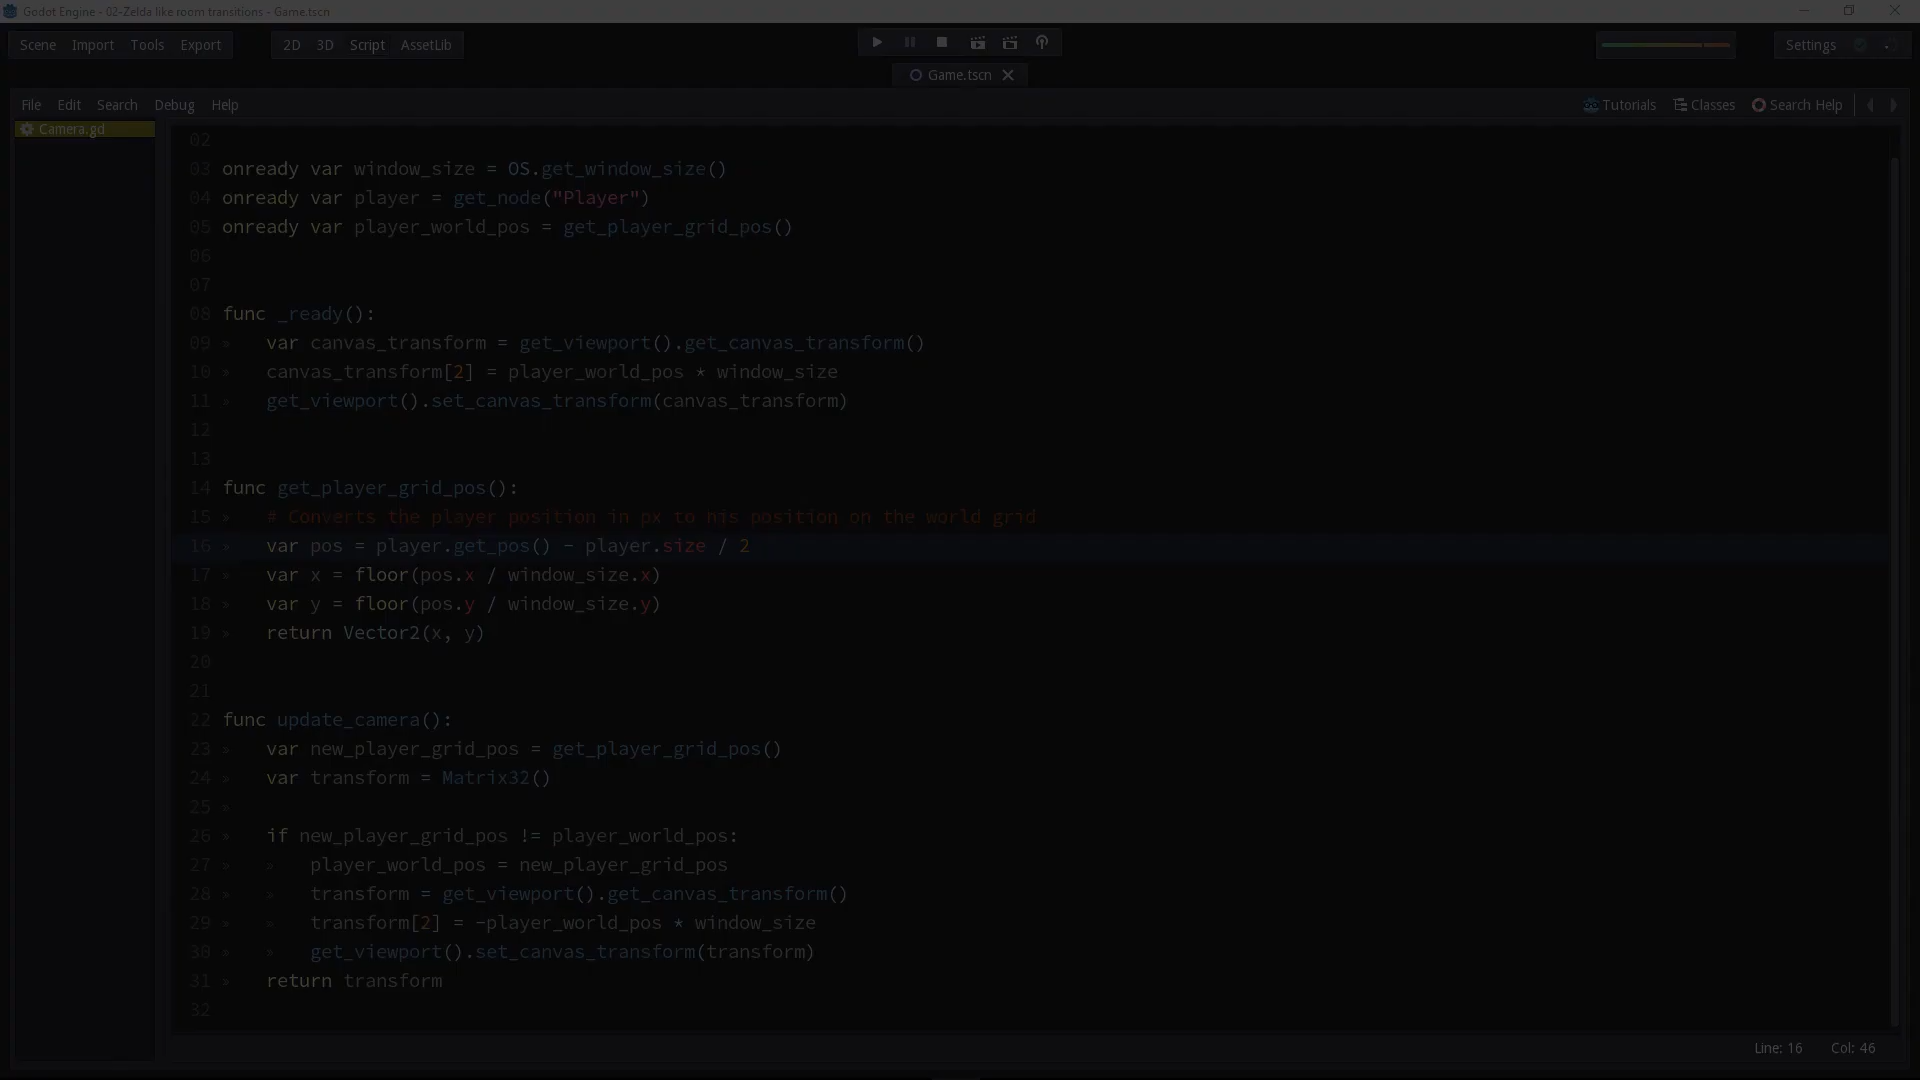 Godot Engine - 02-Zelda like room transitions - Game.tscn
Scene Import Tools Export 2D 3D Script AssetLib Settings
Game.tscn
File Edit Search Debug Help Tutorials Classes Search Help
Camera.gd
02
03 onready var window_size = OS.get_window_size()
04 onready var player = get_node("Player")
05 onready var player_world_pos = get_player_grid_pos()
06
07
08 func _ready():
09 » var canvas_transform = get_viewport().get_canvas_transform()
10 » canvas_transform[2] = player_world_pos * window_size
11 » get_viewport().set_canvas_transform(canvas_transform)
12
13
14 func get_player_grid_pos():
15 » # Converts the player position in px to his position on the world grid
16 » var pos = player.get_pos() - player.size / 2
17 » var x = floor(pos.x / window_size.x)
18 » var y = floor(pos.y / window_size.y)
19 » return Vector2(x, y)
20
21
22 func update_camera():
23 » var new_player_grid_pos = get_player_grid_pos()
24 » var transform = Matrix32()
25 »
26 » if new_player_grid_pos != player_world_pos:
27 » » player_world_pos = new_player_grid_pos
28 » » transform = get_viewport().get_canvas_transform()
29 » » transform[2] = -player_world_pos * window_size
30 » » get_viewport().set_canvas_transform(transform)
31 » return transform
32
Line: 16 Col: 46